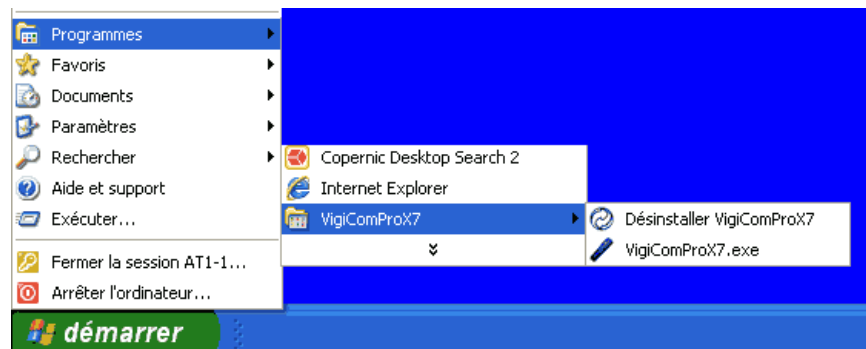 Programmes
Favoris
Documents
Paramètres
Rechercher
Aide et support
Exécuter...
Fermer la session AT1-1...
Arrêter l'ordinateur...
démarrer
Copernic Desktop Search 2
Internet Explorer
VigiComProX7
Désinstaller VigiComProX7
VigiComProX7.exe